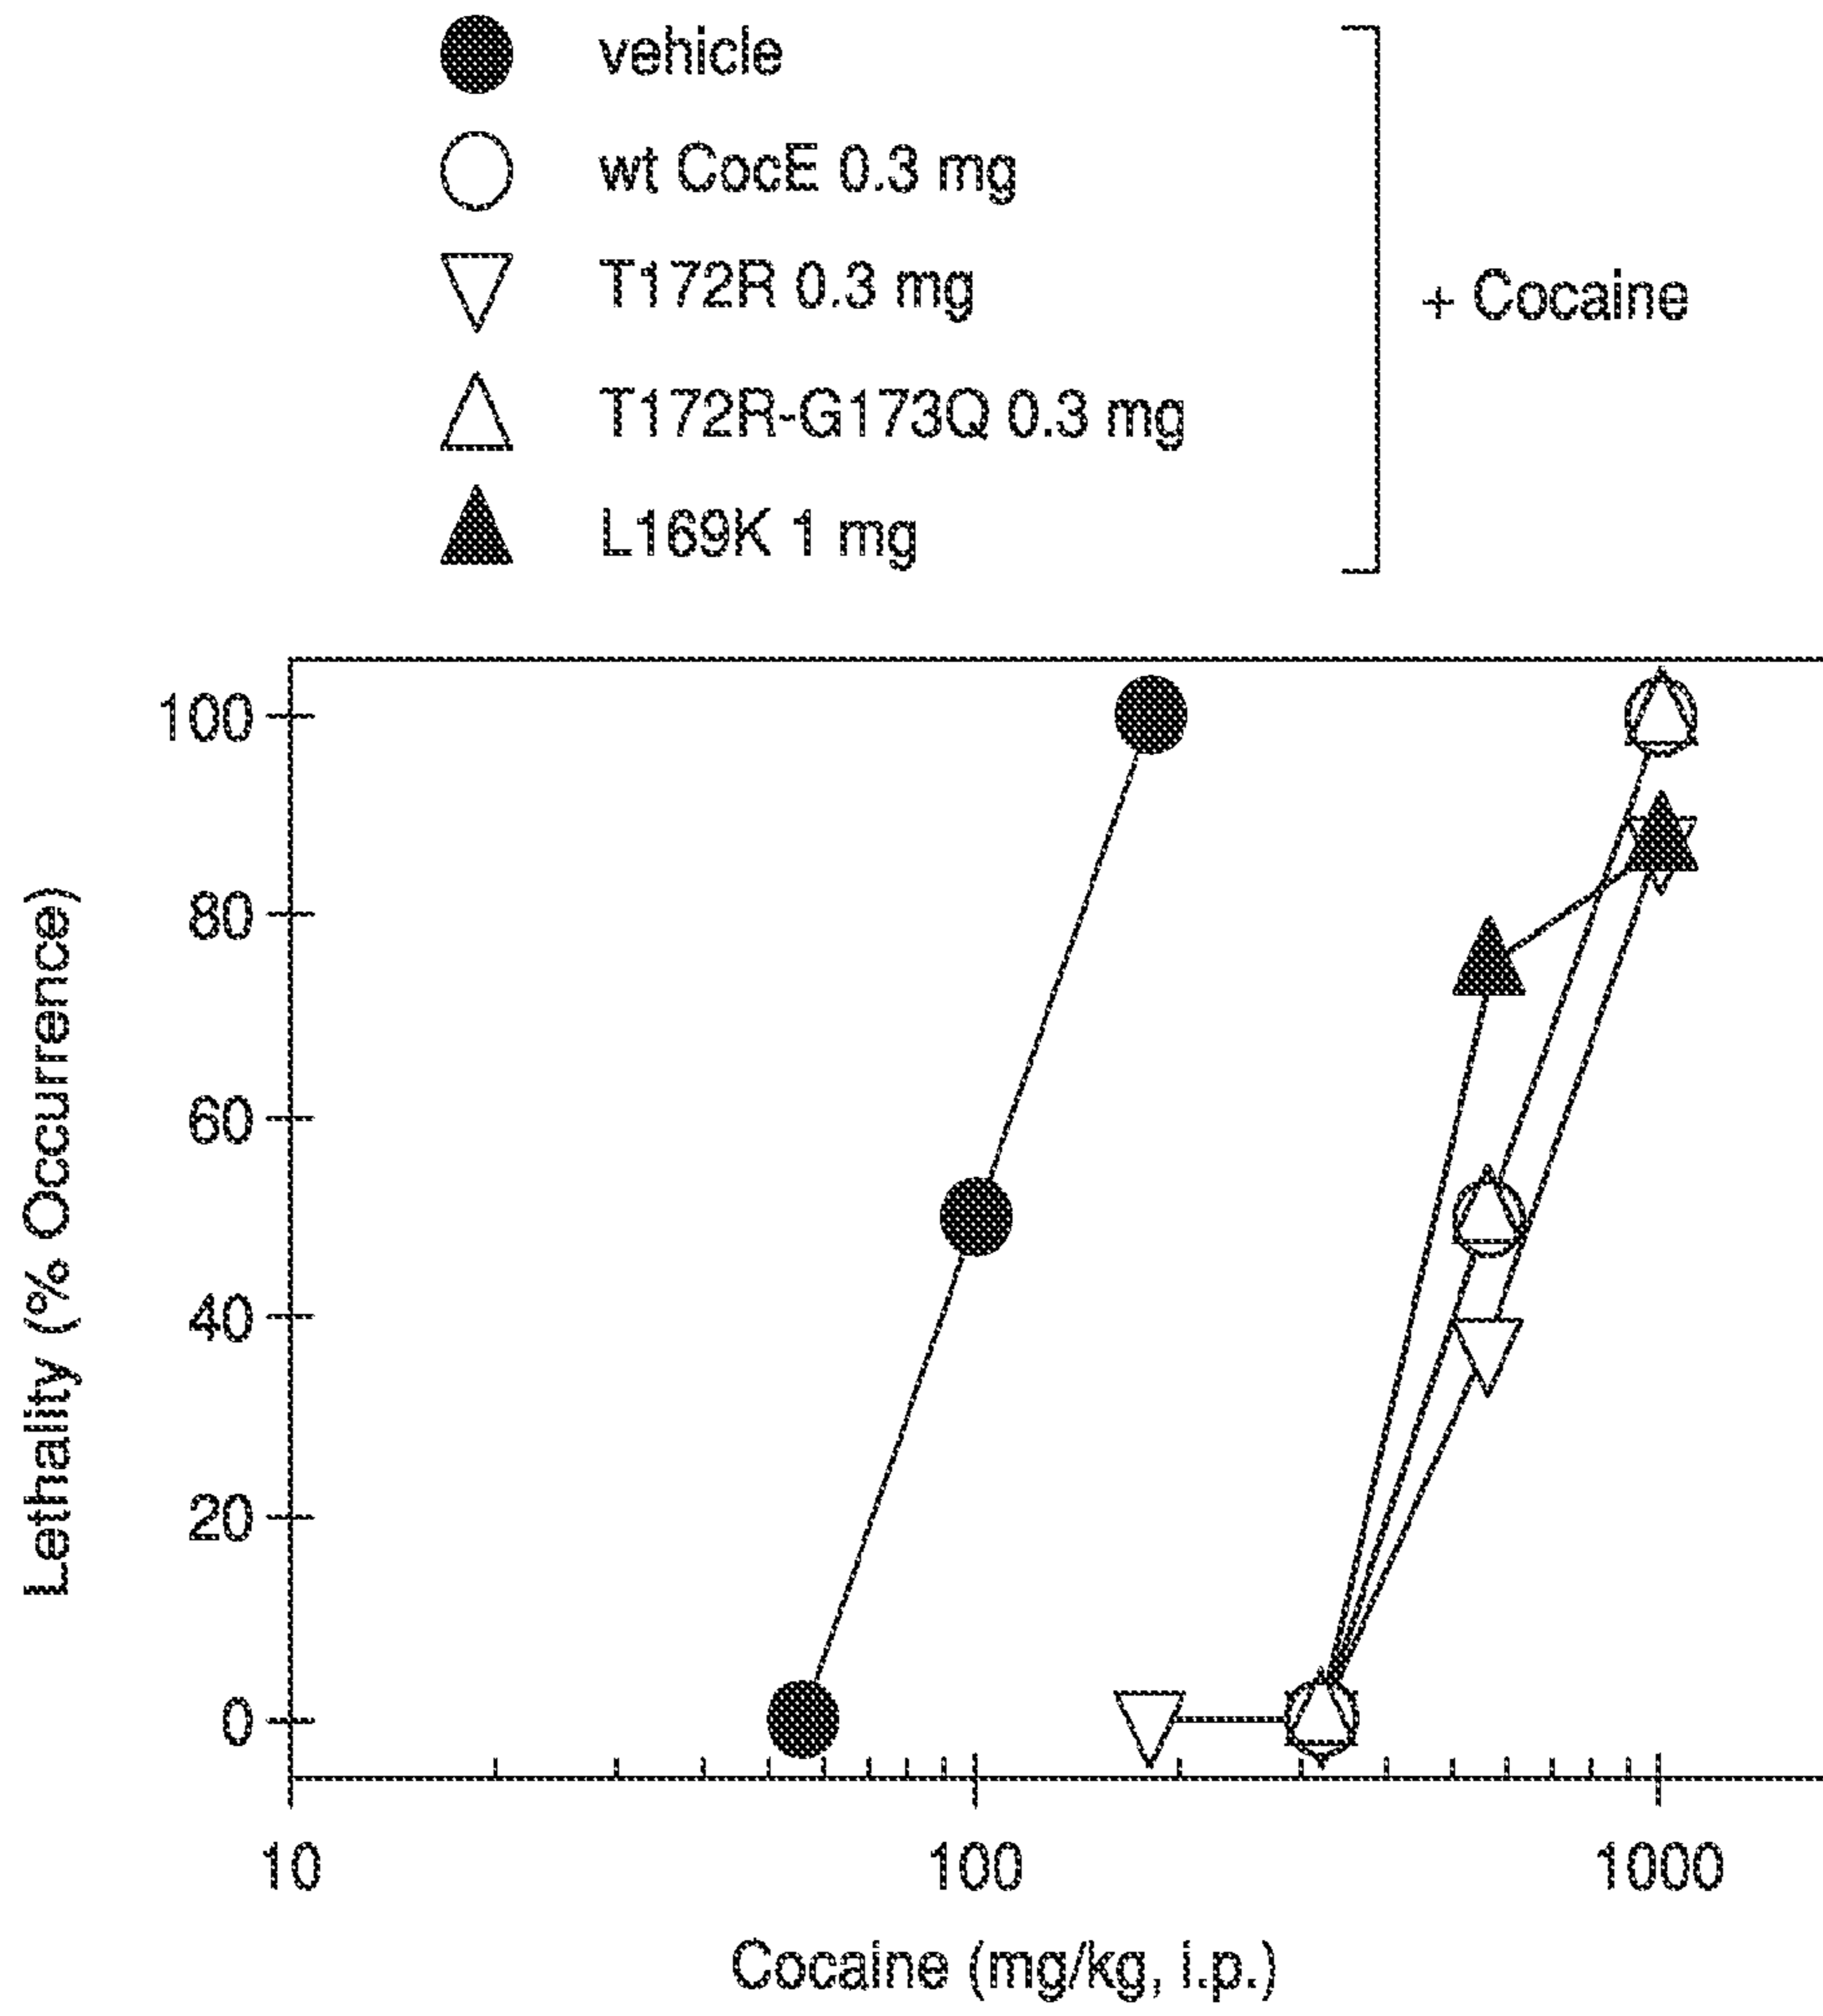 vehicle
wt CocE 0.3 mg
T172R 0.3 mg
T172R-G173Q 0.3 mg
L169K 1 mg
+ Cocaine
Lethality (% Occurrence)
100
80
60
40
20
0
10 100 1000
Cocaine (mg/kg, i.p.)